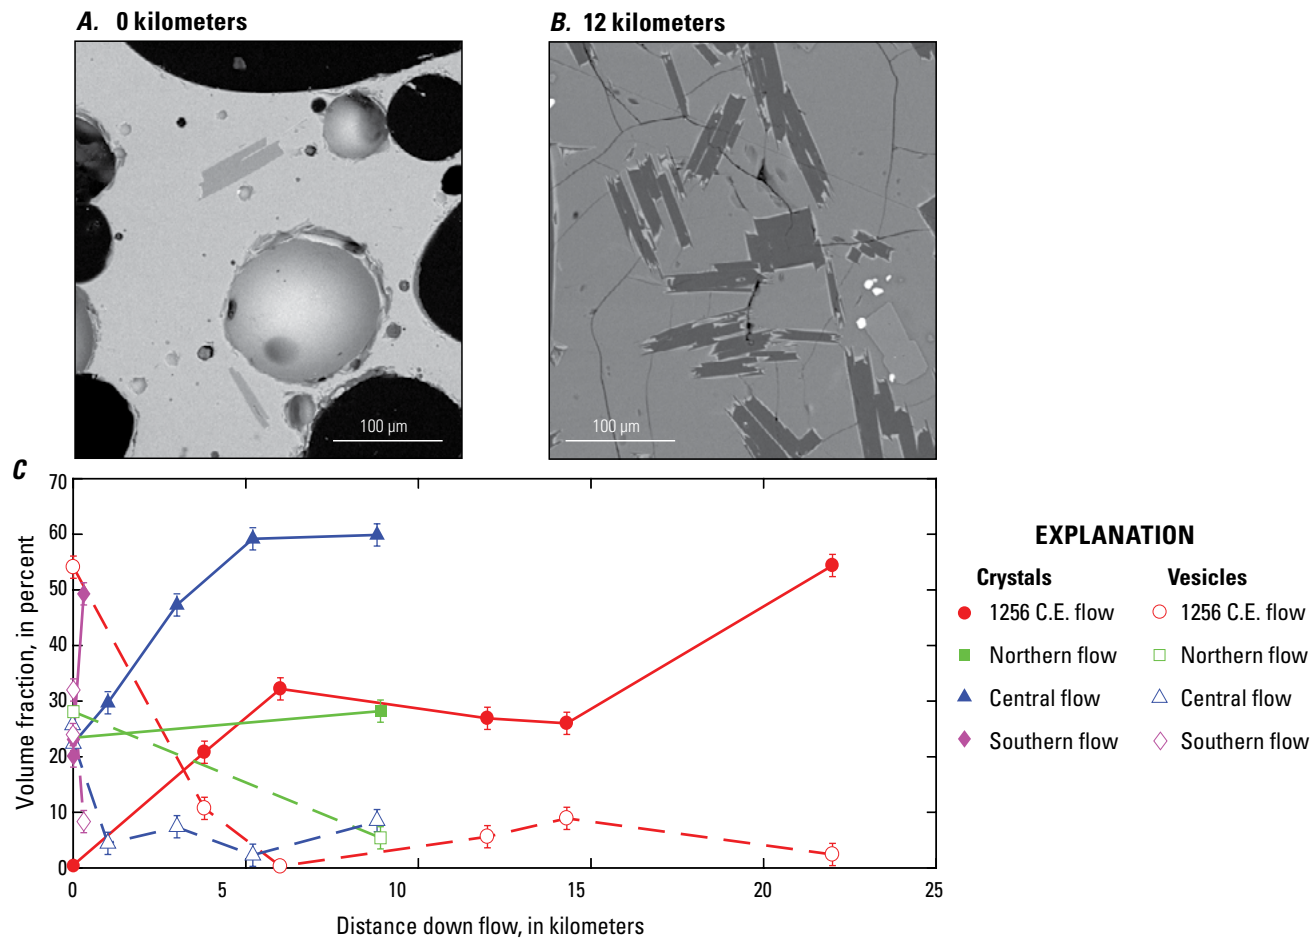 A. 0 kilometers
B. 12 kilometers
100 µm
100 µm
C
70
60
50
40
30
20
10
0
Volume fraction, in percent
0
5
10
15
20
25
Distance down flow, in kilometers
EXPLANATION
Crystals
Vesicles
1256 C.E. flow
1256 C.E. flow
Northern flow
Northern flow
Central flow
Central flow
Southern flow
Southern flow